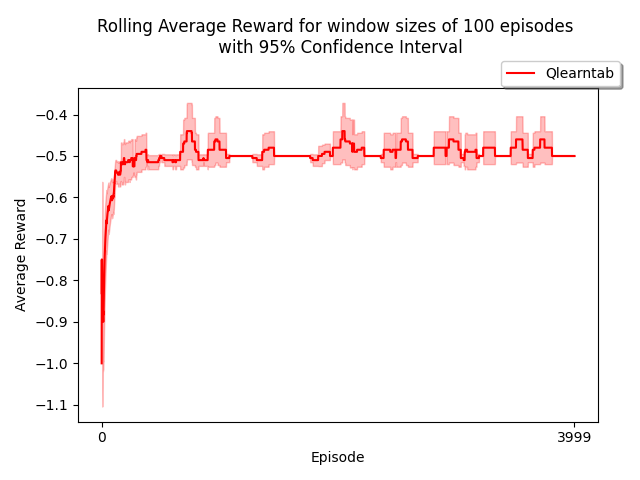 Rolling Average Reward for window sizes of 100 episodes
with 95% Confidence Interval
Qlearntab
−0.4
−0.5
−0.6
−0.7
−0.8
−0.9
−1.0
−1.1
Average Reward
0
3999
Episode